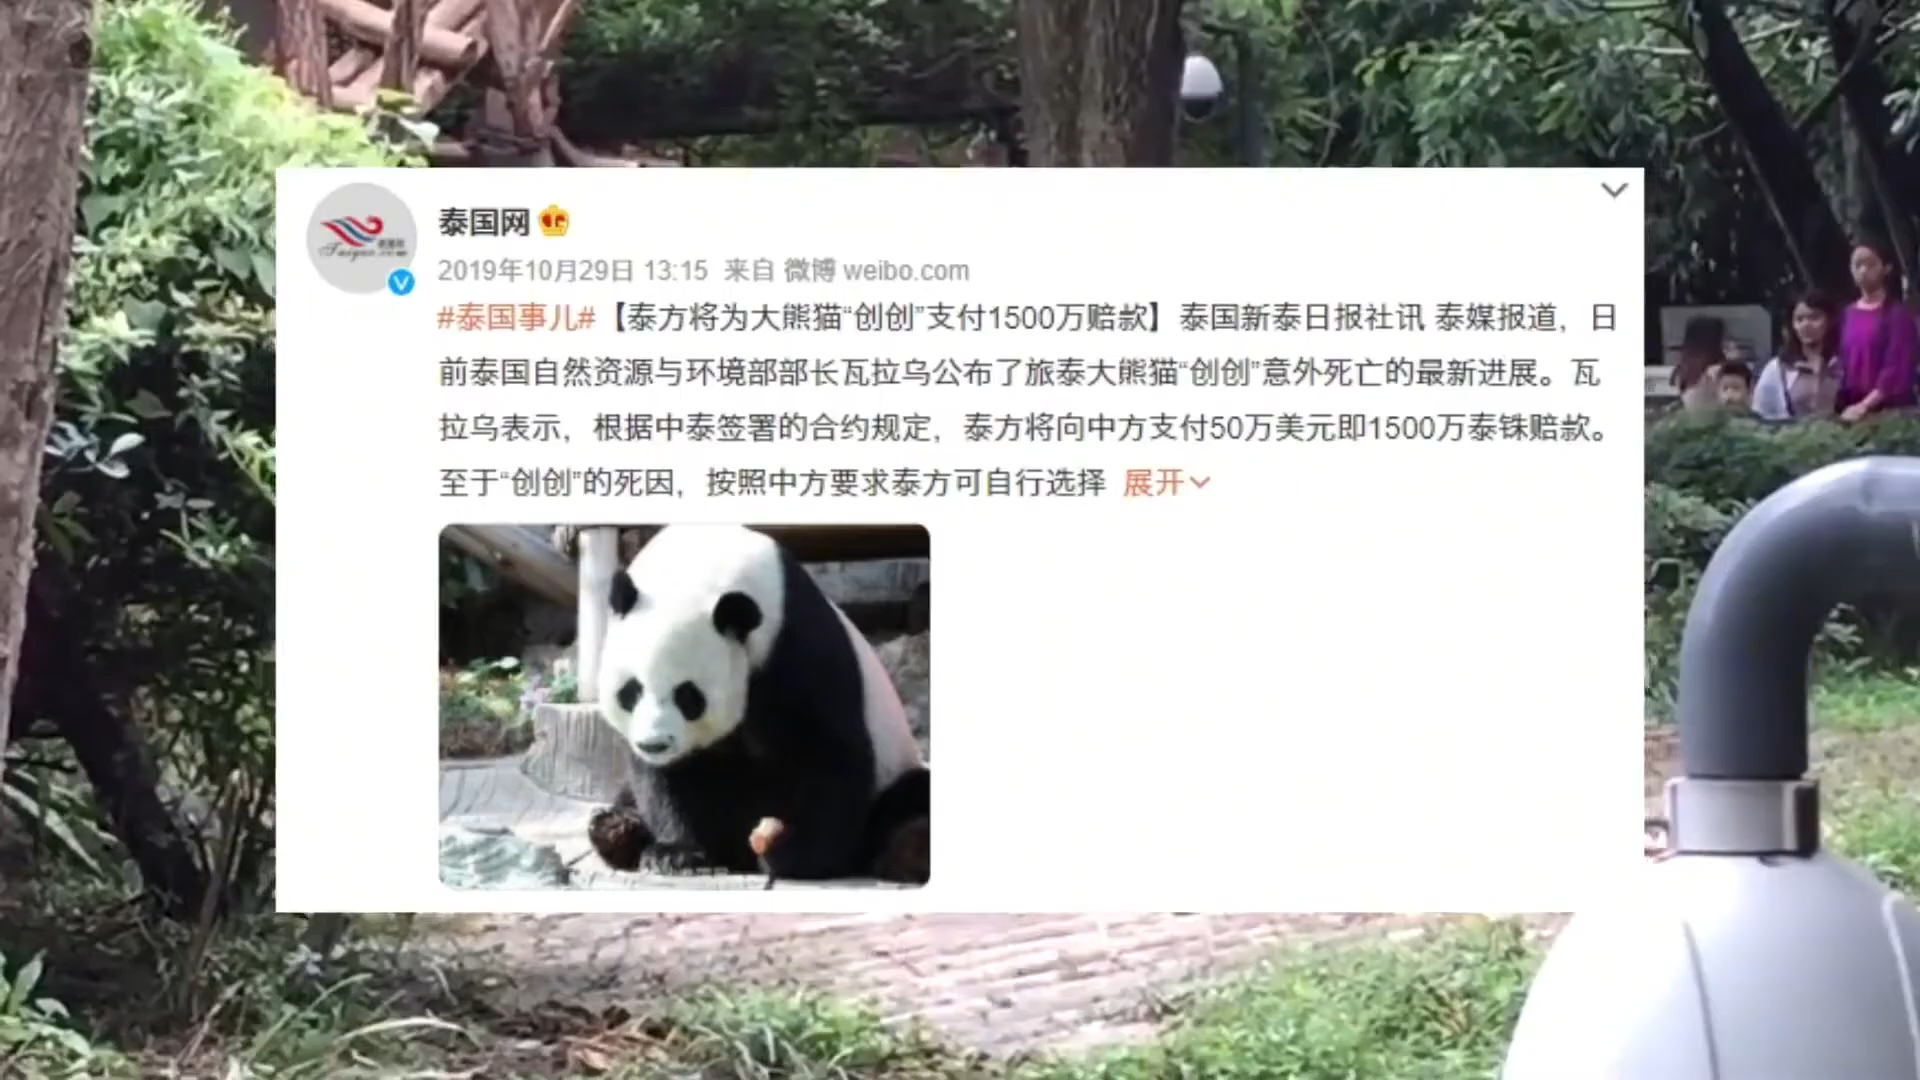 泰国网
2019年10月29日 13:15 来自 微博 weibo.com
#泰国事儿#【泰方将为大熊猫“创创”支付1500万赔款】泰国新泰日报社讯 泰媒报道，日
前泰国自然资源与环境部部长瓦拉乌公布了旅泰大熊猫“创创”意外死亡的最新进展。瓦
拉乌表示，根据中泰签署的合约规定，泰方将向中方支付50万美元即1500万泰铢赔款。
至于“创创”的死因，按照中方要求泰方可自行选择 展开